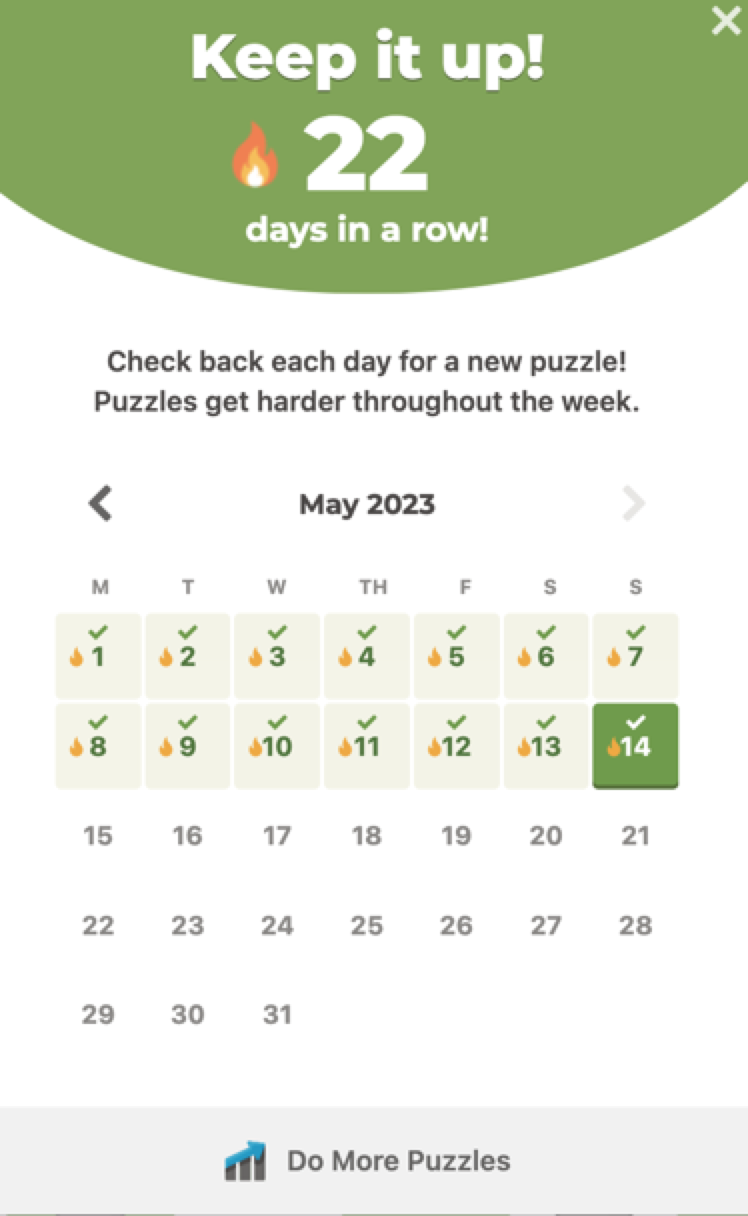 Keep it up!
22
days in a row!
Check back each day for a new puzzle!
Puzzles get harder throughout the week.
May 2023
M T W TH F S S
1 2 3 4 5 6 7
8 9 10 11 12 13 14
15 16 17 18 19 20 21
22 23 24 25 26 27 28
29 30 31
Do More Puzzles